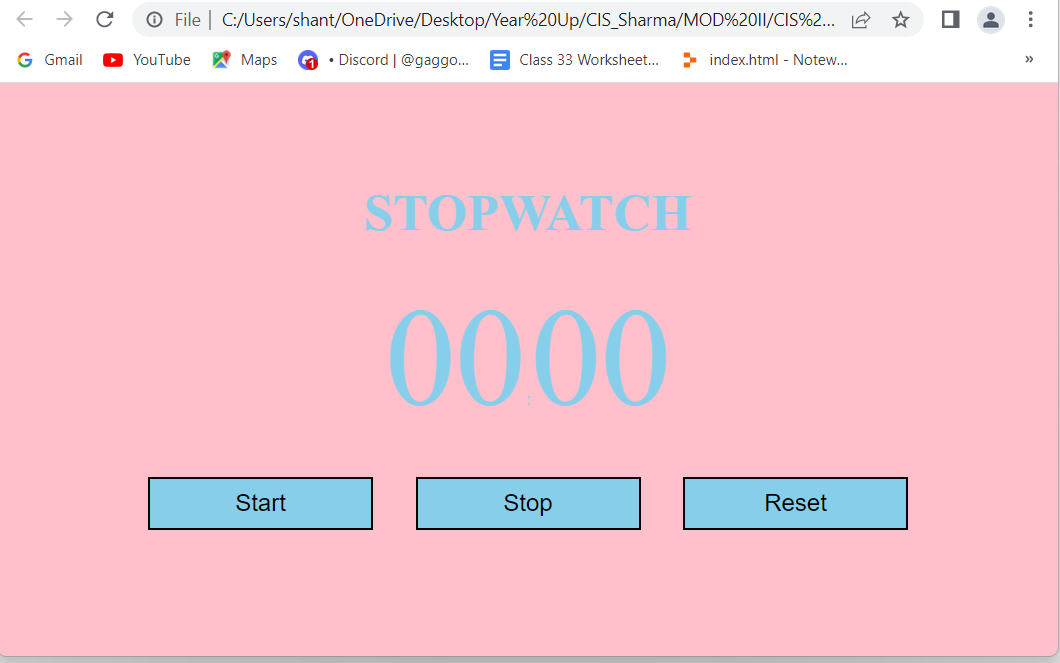 File | C:/Users/shant/OneDrive/Desktop/Year%20Up/CIS_Sharma/MOD%20II/CIS%2...
Gmail YouTube Maps 1 • Discord | @gaggo... Class 33 Worksheet... index.html - Notew... »
STOPWATCH
00:00
Start Stop Reset